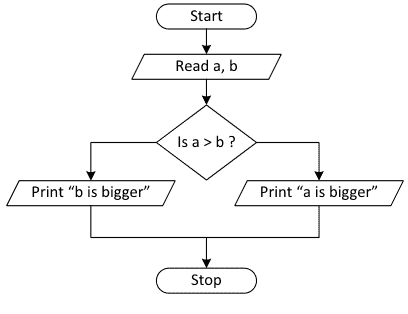 Start
Read a, b
Is a > b ?
Print “b is bigger”
Print “a is bigger”
Stop